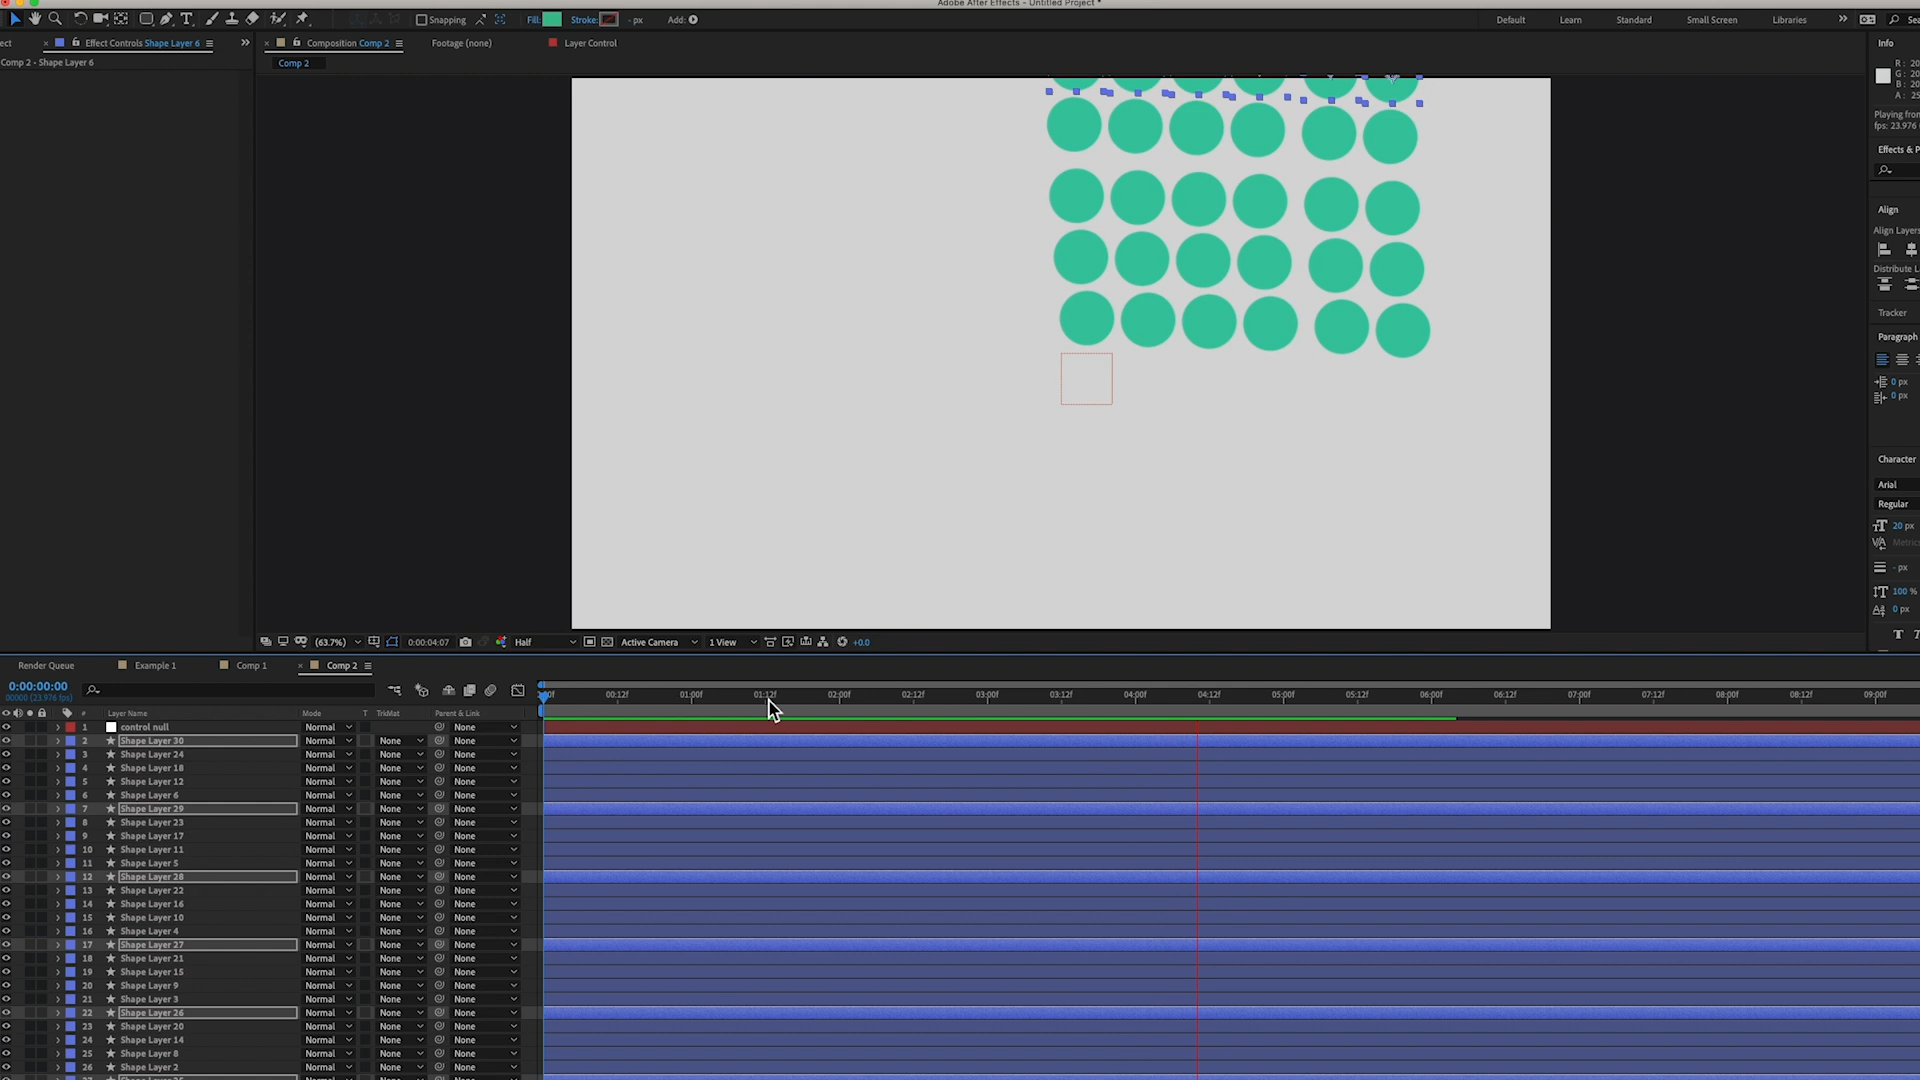 Adobe After Effects - Untitled Project *
Snapping Fill: Stroke: - px Add:
Default Learn Standard Small Screen Libraries
Effect Controls Shape Layer 6
Composition Comp 2 Footage (none) Layer Control
Info
Comp 2 - Shape Layer 6
Comp 2
R: 20
G: 20
B: 20
A: 25
Playing from
fps: 23.976
Effects & P
Align
Align Layers
Distribute L
Tracker
Paragraph
0 px
0 px
Character
Arial
Regular
20 px
Metrics
- px
100 %
0 px
(63.7%) 0:00:04:07 Half Active Camera 1 View +0.0
Render Queue Example 1 Comp 1 Comp 2
0:00:00:00
00000 (23.976 fps)
00:12f 01:00f 01:12f 02:00f 02:12f 03:00f 03:12f 04:00f 04:12f 05:00f 05:12f 06:00f 06:12f 07:00f 07:12f 08:00f 08:12f 09:00f
# Layer Name Mode T TrkMat Parent & Link
1 control null Normal None
2 Shape Layer 30 Normal None None
3 Shape Layer 24 Normal None None
4 Shape Layer 18 Normal None None
5 Shape Layer 12 Normal None None
6 Shape Layer 6 Normal None None
7 Shape Layer 29 Normal None None
8 Shape Layer 23 Normal None None
9 Shape Layer 17 Normal None None
10 Shape Layer 11 Normal None None
11 Shape Layer 5 Normal None None
12 Shape Layer 28 Normal None None
13 Shape Layer 22 Normal None None
14 Shape Layer 16 Normal None None
15 Shape Layer 10 Normal None None
16 Shape Layer 4 Normal None None
17 Shape Layer 27 Normal None None
18 Shape Layer 21 Normal None None
19 Shape Layer 15 Normal None None
20 Shape Layer 9 Normal None None
21 Shape Layer 3 Normal None None
22 Shape Layer 26 Normal None None
23 Shape Layer 20 Normal None None
24 Shape Layer 14 Normal None None
25 Shape Layer 8 Normal None None
26 Shape Layer 2 Normal None None